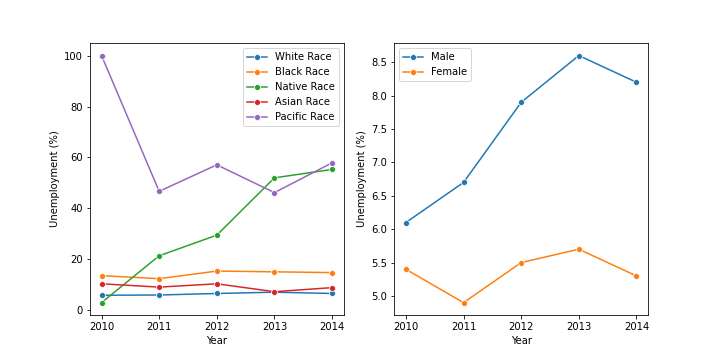 100
80
60
40
20
0
Unemployment (%)
2010
2011
2012
2013
2014
Year
White Race
Black Race
Native Race
Asian Race
Pacific Race
8.5
8.0
7.5
7.0
6.5
6.0
5.5
5.0
Unemployment (%)
2010
2011
2012
2013
2014
Year
Male
Female